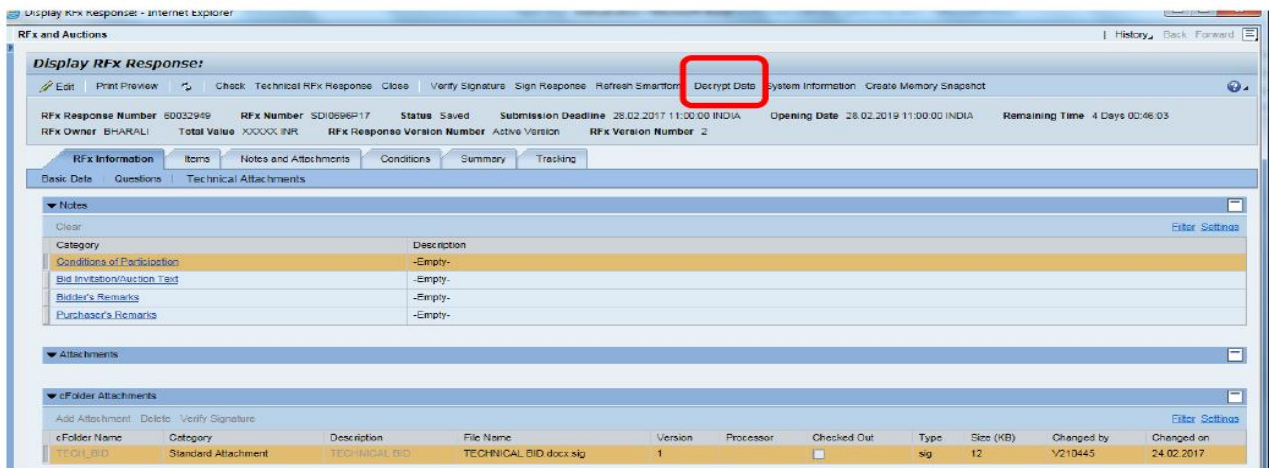 Display RFx Response: - Internet Explorer
RFx and Auctions | History Back Forward
Display RFx Response:
Edit | Print Preview | Check Technical RFx Response Close | Verify Signature Sign Response Refresh Smartform Decrypt Data System Information Create Memory Snapshot
RFx Response Number 60032949 RFx Number SDI0696P17 Status Saved Submission Deadline 28.02.2017 11:00:00 INDIA Opening Date 28.02.2019 11:00:00 INDIA Remaining Time 4 Days 00:46:03
RFx Owner BHARALI Total Value XXXXX INR RFx Response Version Number Active Version RFx Version Number 2
RFx Information Items Notes and Attachments Conditions Summary Tracking
Basic Data | Questions | Technical Attachments
Notes
Clear Filter Settings
Category Description
Conditions of Participation -Empty-
Bid Invitation/Auction Text -Empty-
Bidder's Remarks -Empty-
Purchaser's Remarks -Empty-
Attachments
cFolder Attachments
Add Attachment Delete Verify Signature Filter Settings
cFolder Name Category Description File Name Version Processor Checked Out Type Size (KB) Changed by Changed on
TECH_BID Standard Attachment TECHNICAL BID TECHNICAL BID.docx.sig 1 sig 12 V210445 24.02.2017